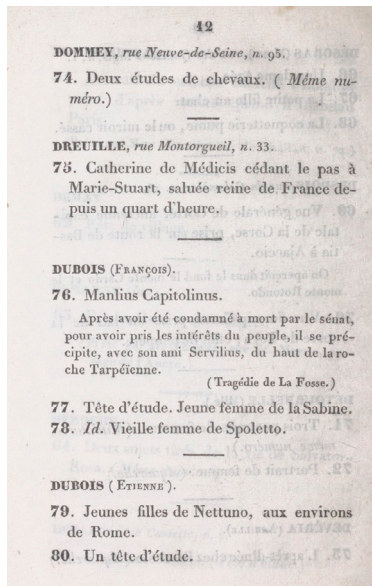 12
DOMMEY, rue Neuve-de-Seine, n. 95.
74. Deux études de chevaux. ( Même nu-
méro.)
DREUILLE, rue Montorgueil, n. 33.
75. Catherine de Médicis cédant le pas à
Marie-Stuart, saluée reine de France de-
puis un quart d'heure.
DUBOIS (François).
76. Manlius Capitolinus.
Après avoir été condamné à mort par le sénat,
pour avoir pris les intérêts du peuple, il se pré-
cipite, avec son ami Servilius, du haut de la ro-
che Tarpéïenne.
( Tragédie de La Fosse. )
77. Tête d'étude. Jeune femme de la Sabine.
78. Id. Vieille femme de Spoletto.
DUBOIS ( Etienne ).
79. Jeunes filles de Nettuno, aux environs
de Rome.
80. Un tête d'étude.